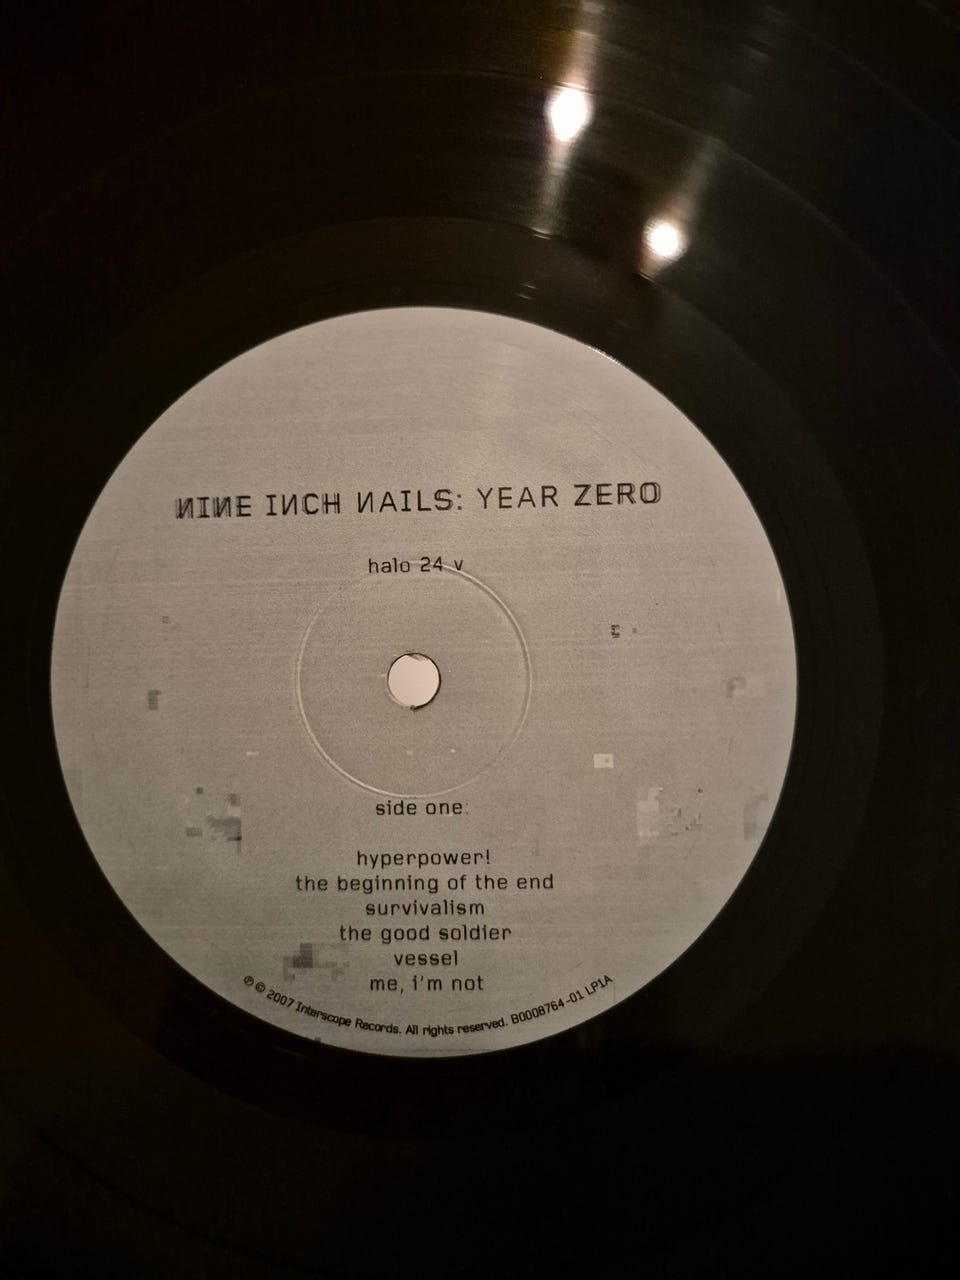 NINE INCH NAILS: YEAR ZERO
halo 24 v
side one:
hyperpower!
the beginning of the end
survivalism
the good soldier
vessel
me, i'm not
℗ © 2007 Interscope Records. All rights reserved. B0008764-01 LP1A